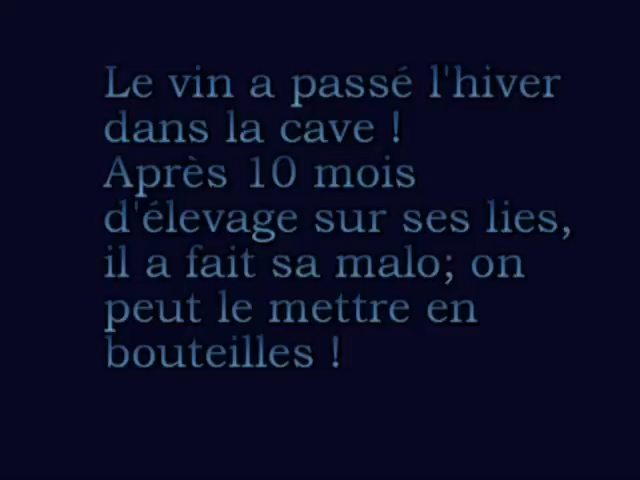 Le vin a passé l'hiver
dans la cave !
Après 10 mois
d'élevage sur ses lies,
il a fait sa malo; on
peut le mettre en
bouteilles !